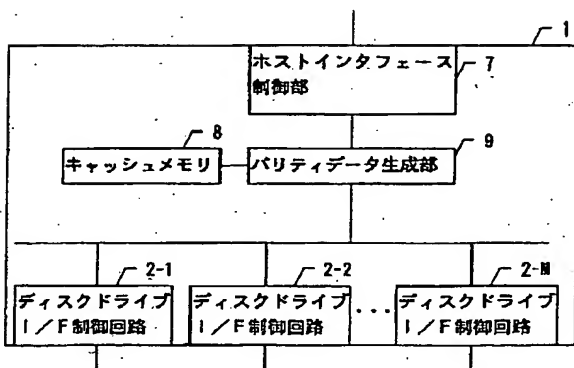 1
ホストインタフェース
制御部
7
8
9
キャッシュメモリ
パリティデータ生成部
2-1
2-2
2-N
ディスクドライブ
I/F制御回路
ディスクドライブ
I/F制御回路
...
ディスクドライブ
I/F制御回路